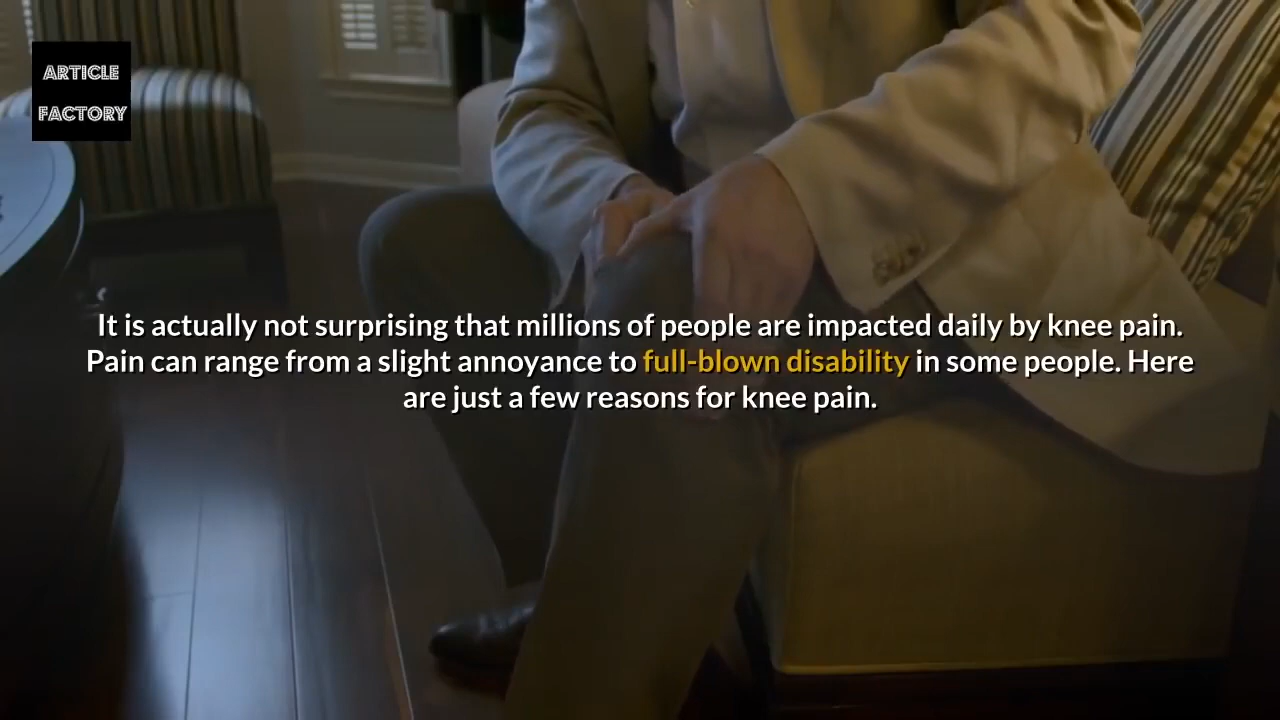 ARTICLE
FACTORY
It is actually not surprising that millions of people are impacted daily by knee pain.
Pain can range from a slight annoyance to full-blown disability in some people. Here
are just a few reasons for knee pain.